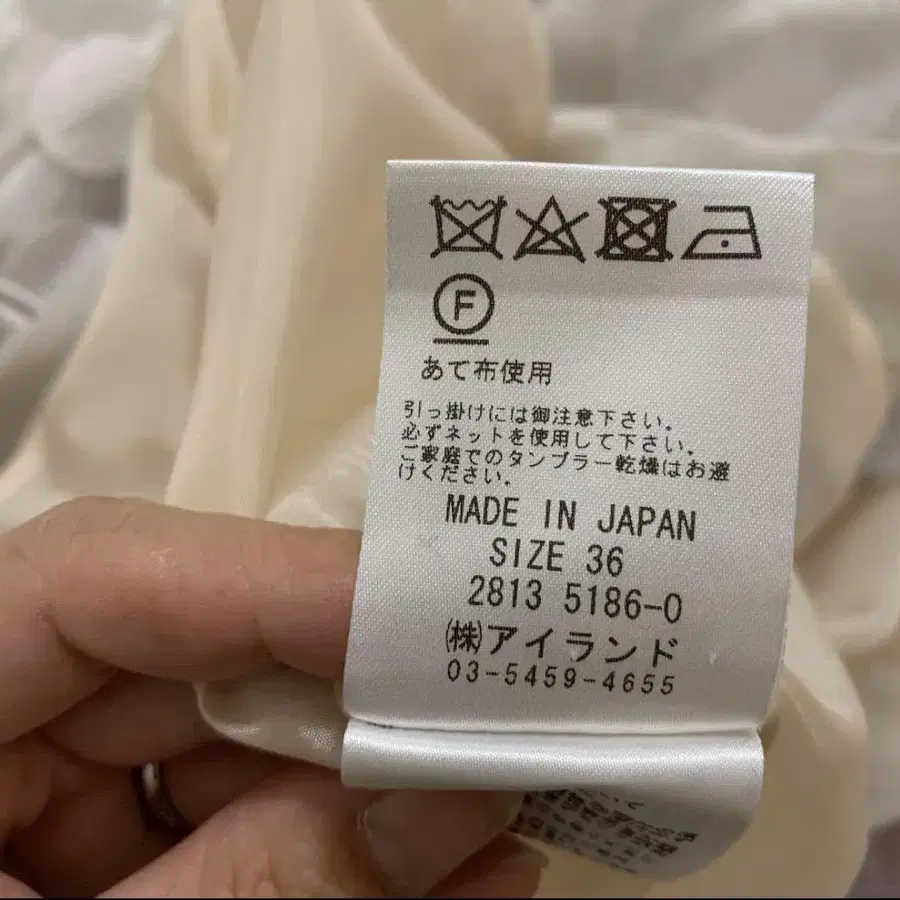 F
あて布使用
引っ掛けには御注意下さい。
必ずネットを使用して下さい。
ご家庭でのタンブラー乾燥はお避
けください。
MADE IN JAPAN
SIZE 36
2813 5186-0
㈱アイランド
03-5459-4655